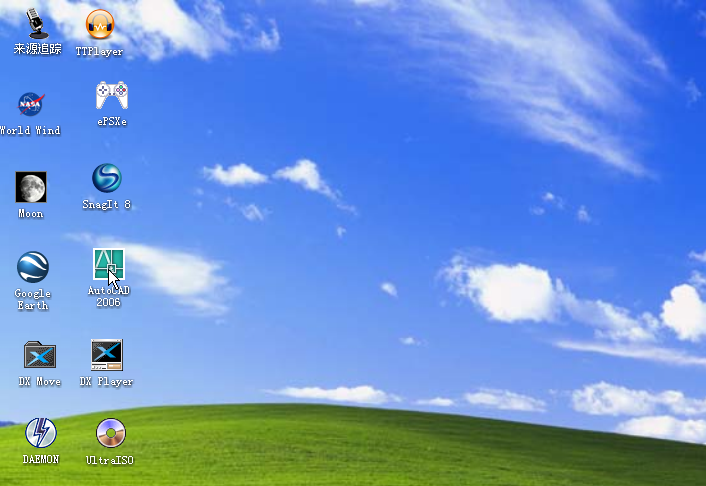 来源追踪
TTPlayer
World Wind
ePSXe
Moon
SnagIt 8
Google
Earth
AutoCAD
2006
DX Move
DX Player
DAEMON
UltraISO
NASA